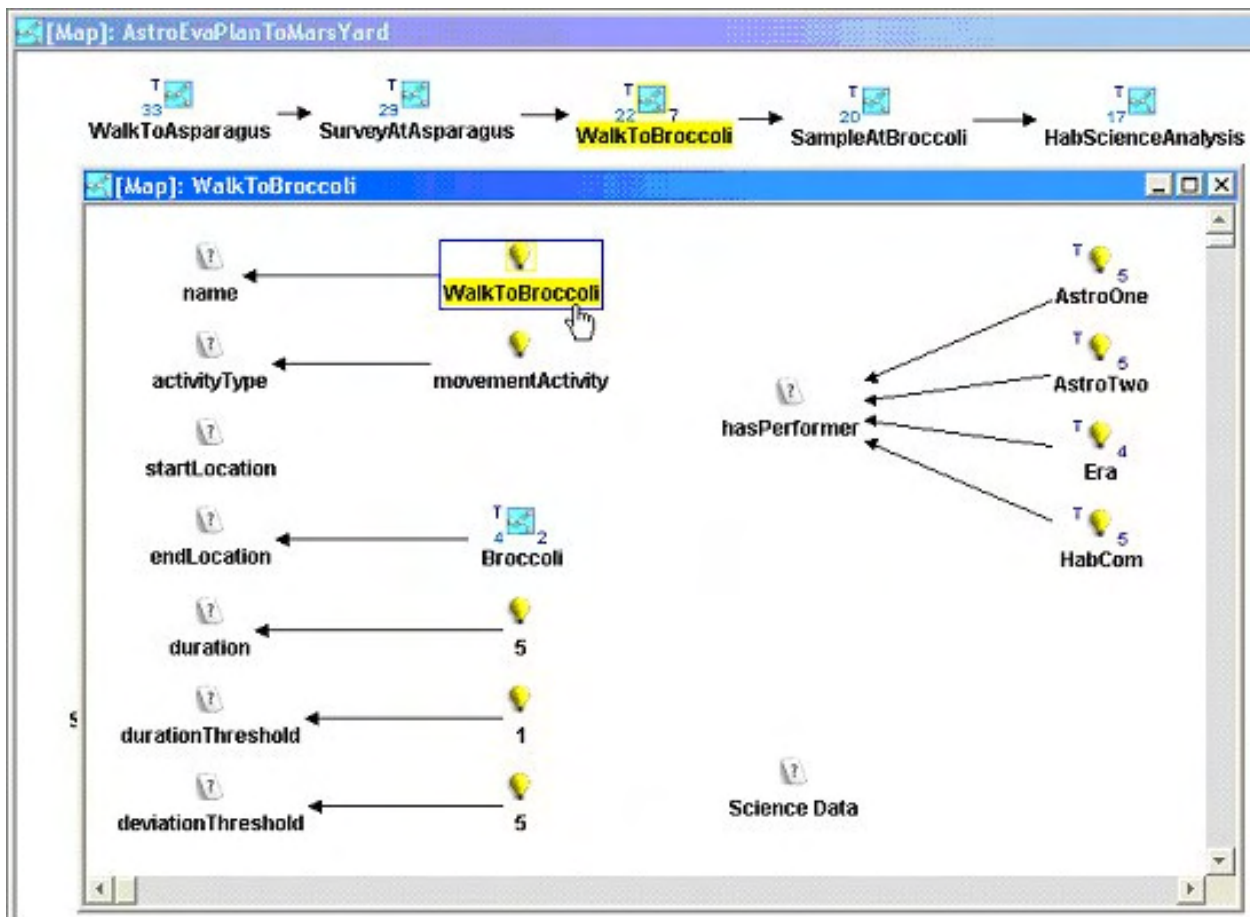 [Map]: AstroEvaPlanToMarsYard
T 33 WalkToAsparagus
T 29 SurveyAtAsparagus
T 22 7 WalkToBroccoli
T 20 SampleAtBroccoli
T 17 HabScienceAnalysis
[Map]: WalkToBroccoli
? name
WalkToBroccoli
T 5 AstroOne
? activityType
movementActivity
T 5 AstroTwo
? hasPerformer
? startLocation
T 4 Era
? endLocation
T 4 2 Broccoli
T 5 HabCom
? duration
5
? durationThreshold
1
? deviationThreshold
5
? Science Data
S